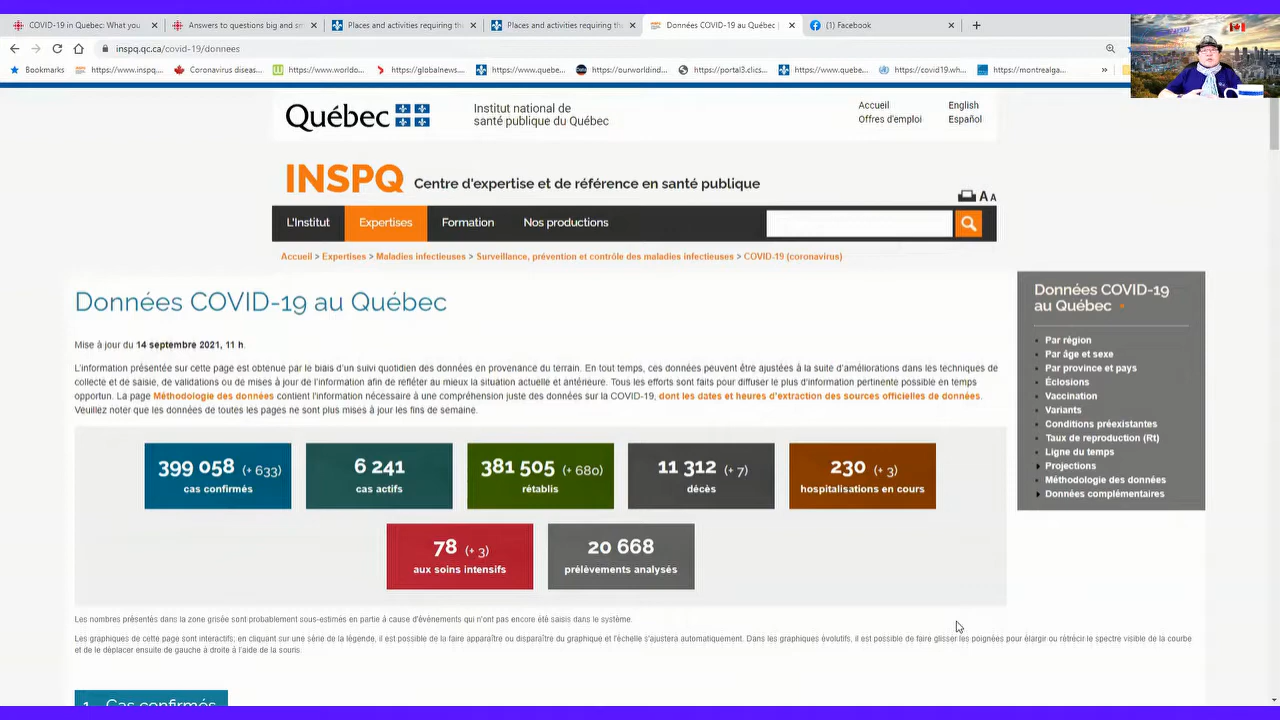 COVID-19 in Québec: What you
Answers to questions big and sm
Places and activities requiring th
Places and activities requiring th
Données COVID-19 au Québec |
(1) Facebook
inspq.qc.ca/covid-19/donnees
Bookmarks
https://www.inspq....
Coronavirus diseas...
https://www.worldo...
https://globalnews....
https://www.quebe...
https://ourworldind...
https://portal3.clics...
https://www.quebe...
https://covid19.wh...
https://montrealga...
Québec
Institut national de
santé publique du Québec
Accueil
English
Offres d'emploi
Español
INSPQ
Centre d'expertise et de référence en santé publique
A A
L'Institut
Expertises
Formation
Nos productions
Accueil > Expertises > Maladies infectieuses > Surveillance, prévention et contrôle des maladies infectieuses > COVID-19 (coronavirus)
Données COVID-19 au Québec
Mise à jour du 14 septembre 2021, 11 h.
L'information présentée sur cette page est obtenue par le biais d'un suivi quotidien des données en provenance du terrain. En tout temps, ces données peuvent être ajustées à la suite d'améliorations dans les techniques de
collecte et de saisie, de validations ou de mises à jour de l'information afin de refléter au mieux la situation actuelle et antérieure. Tous les efforts sont faits pour diffuser le plus d'information pertinente possible en temps
opportun. La page Méthodologie des données contient l'information nécessaire à une compréhension juste des données sur la COVID-19, dont les dates et heures d'extraction des sources officielles de données.
Veuillez noter que les données de toutes les pages ne sont plus mises à jour les fins de semaine.
399 058 (+ 633)
cas confirmés
6 241
cas actifs
381 505 (+ 680)
rétablis
11 312 (+ 7)
décès
230 (+ 3)
hospitalisations en cours
78 (+ 3)
aux soins intensifs
20 668
prélèvements analysés
Les nombres présentés dans la zone grisée sont probablement sous-estimés en partie à cause d'événements qui n'ont pas encore été saisis dans le système.
Les graphiques de cette page sont interactifs; en cliquant sur une série de la légende, il est possible de la faire apparaître ou disparaître du graphique et l'échelle s'ajustera automatiquement. Dans les graphiques évolutifs, il est possible de faire glisser les poignées pour élargir ou rétrécir le spectre visible de la courbe
et de le déplacer ensuite de gauche à droite à l'aide de la souris.
1. Cas confirmés
Données COVID-19
au Québec
Par région
Par âge et sexe
Par province et pays
Éclosions
Vaccination
Variants
Conditions préexistantes
Taux de reproduction (Rt)
Ligne du temps
Projections
Méthodologie des données
Données complémentaires